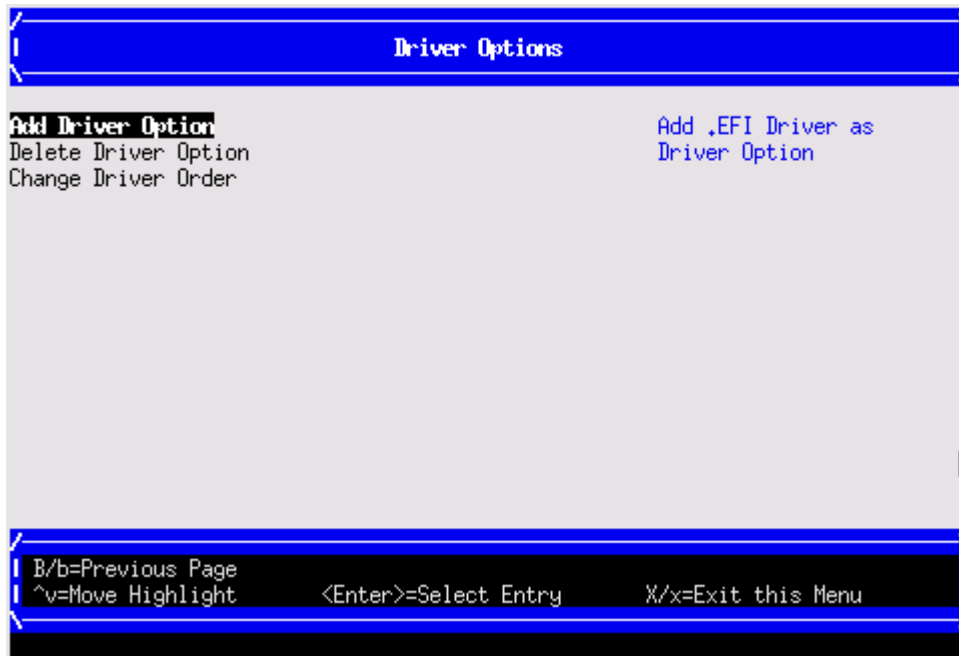 Driver Options
Add Driver Option
Add .EFI Driver as
Delete Driver Option
Driver Option
Change Driver Order
B/b=Previous Page
^v=Move Highlight <Enter>=Select Entry X/x=Exit this Menu